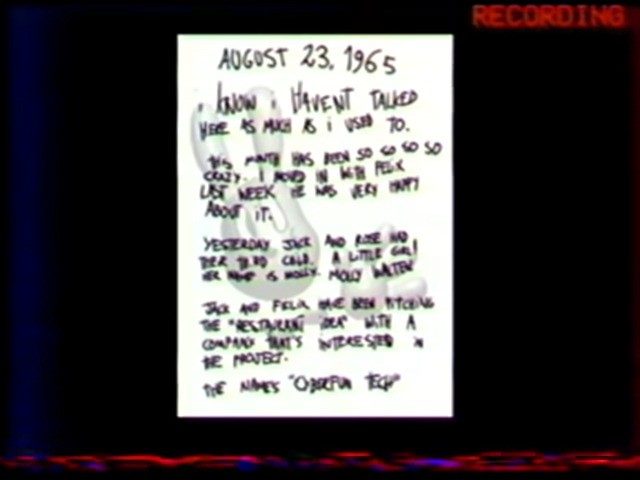 RECORDING
AUGUST 23, 1965
I KNOW I HAVENT TALKED
HERE AS MUCH AS I USED TO.
THIS MONTH HAS BEEN SO SO SO SO
CRAZY. I MOVED IN WITH FELIX
LAST WEEK HE WAS VERY HAPPY
ABOUT IT.
YESTERDAY JACK AND ROSE HAD
THEIR THIRD CHILD. A LITTLE GIRL!
HER NAME IS MOLLY. MOLLY WALTEN
JACK AND FELIX HAVE BEEN PITCHING
THE "RESTAURANT IDEA" WITH A
COMPANY THAT'S INTERESTED IN
THE PROJECT.
THE NAME'S "CYBERFUN TECH"